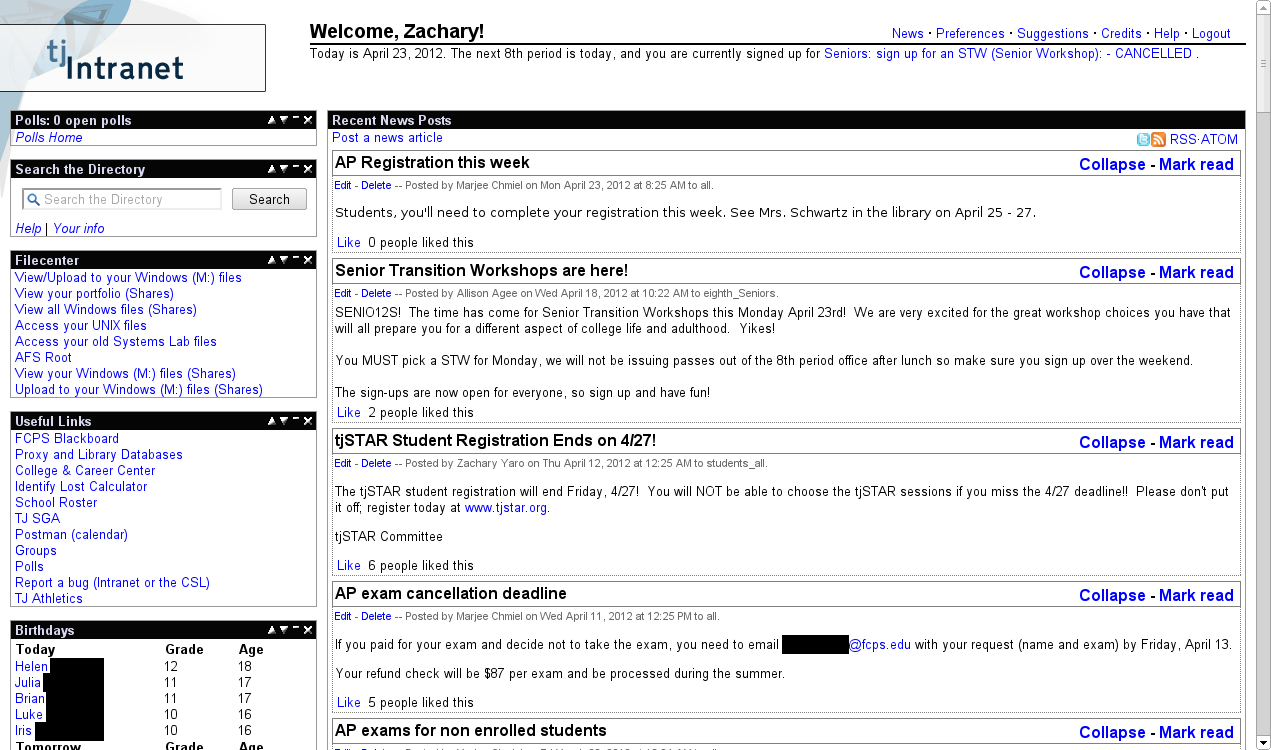 tjIntranet
Welcome, Zachary!
News · Preferences · Suggestions · Credits · Help · Logout
Today is April 23, 2012. The next 8th period is today, and you are currently signed up for Seniors: sign up for an STW (Senior Workshop): - CANCELLED .
Polls: 0 open polls
Polls Home
Search the Directory
Search the Directory
Search
Help | Your info
Filecenter
View/Upload to your Windows (M:) files
View your portfolio (Shares)
View all Windows files (Shares)
Access your UNIX files
Access your old Systems Lab files
AFS Root
View your Windows (M:) files (Shares)
Upload to your Windows (M:) files (Shares)
Useful Links
FCPS Blackboard
Proxy and Library Databases
College & Career Center
Identify Lost Calculator
School Roster
TJ SGA
Postman (calendar)
Groups
Polls
Report a bug (Intranet or the CSL)
TJ Athletics
Birthdays
Today Grade Age
Helen 12 18
Julia 11 17
Brian 11 17
Luke 10 16
Iris 10 16
Tomorrow Grade Age
Recent News Posts
Post a news article
RSS·ATOM
AP Registration this week
Collapse - Mark read
Edit - Delete -- Posted by Marjee Chmiel on Mon April 23, 2012 at 8:25 AM to all.
Students, you'll need to complete your registration this week. See Mrs. Schwartz in the library on April 25 - 27.
Like 0 people liked this
Senior Transition Workshops are here!
Collapse - Mark read
Edit - Delete -- Posted by Allison Agee on Wed April 18, 2012 at 10:22 AM to eighth_Seniors.
SENIO12S! The time has come for Senior Transition Workshops this Monday April 23rd! We are very excited for the great workshop choices you have that
will all prepare you for a different aspect of college life and adulthood. Yikes!
You MUST pick a STW for Monday, we will not be issuing passes out of the 8th period office after lunch so make sure you sign up over the weekend.
The sign-ups are now open for everyone, so sign up and have fun!
Like 2 people liked this
tjSTAR Student Registration Ends on 4/27!
Collapse - Mark read
Edit - Delete -- Posted by Zachary Yaro on Thu April 12, 2012 at 12:25 AM to students_all.
The tjSTAR student registration will end Friday, 4/27! You will NOT be able to choose the tjSTAR sessions if you miss the 4/27 deadline!! Please don't put
it off; register today at www.tjstar.org.
tjSTAR Committee
Like 6 people liked this
AP exam cancellation deadline
Collapse - Mark read
Edit - Delete -- Posted by Marjee Chmiel on Wed April 11, 2012 at 12:25 PM to all.
If you paid for your exam and decide not to take the exam, you need to email @fcps.edu with your request (name and exam) by Friday, April 13.
Your refund check will be $87 per exam and be processed during the summer.
Like 5 people liked this
AP exams for non enrolled students
Collapse - Mark read